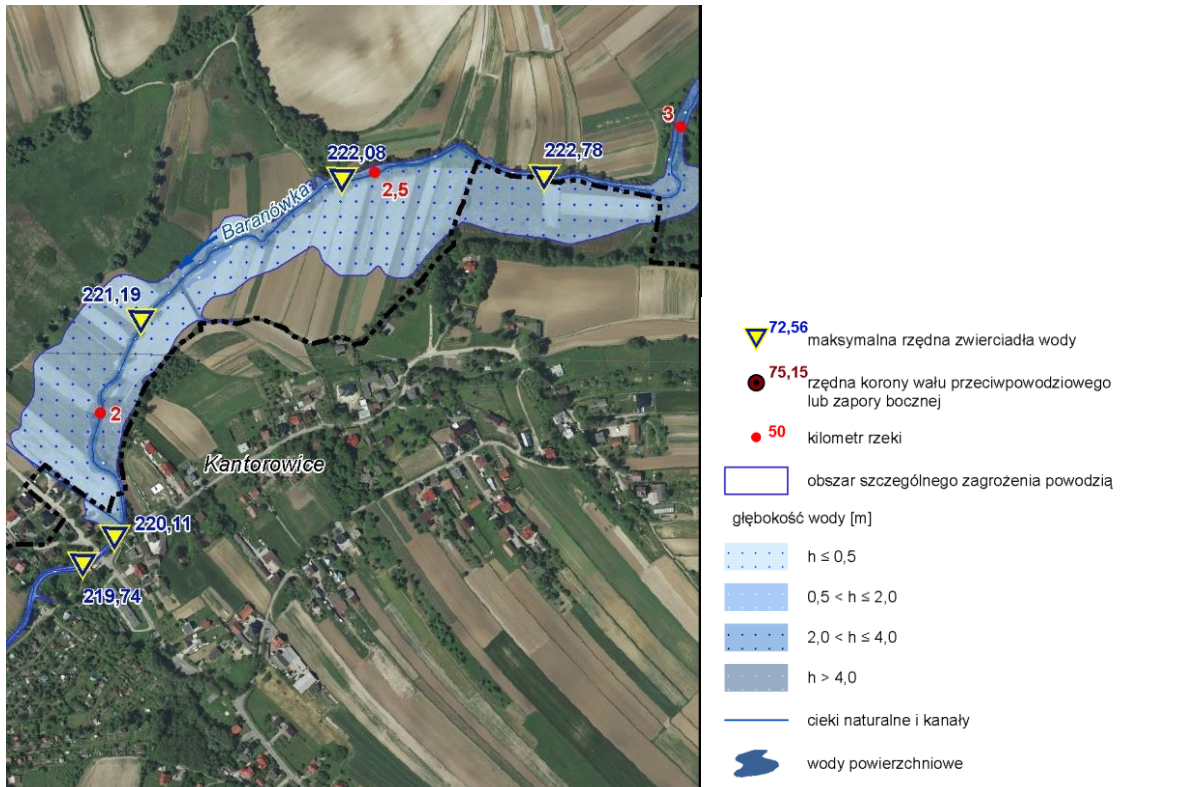 3
222,08
222,78
2,5
Baranówka
221,19
2
Kantorowice
220,11
219,74
72,56
maksymalna rzędna zwierciadła wody
75,15
rzędna korony wału przeciwpowodziowego
lub zapory bocznej
50
kilometr rzeki
obszar szczególnego zagrożenia powodzią
głębokość wody [m]
h ≤ 0,5
0,5 < h ≤ 2,0
2,0 < h ≤ 4,0
h > 4,0
cieki naturalne i kanały
wody powierzchniowe